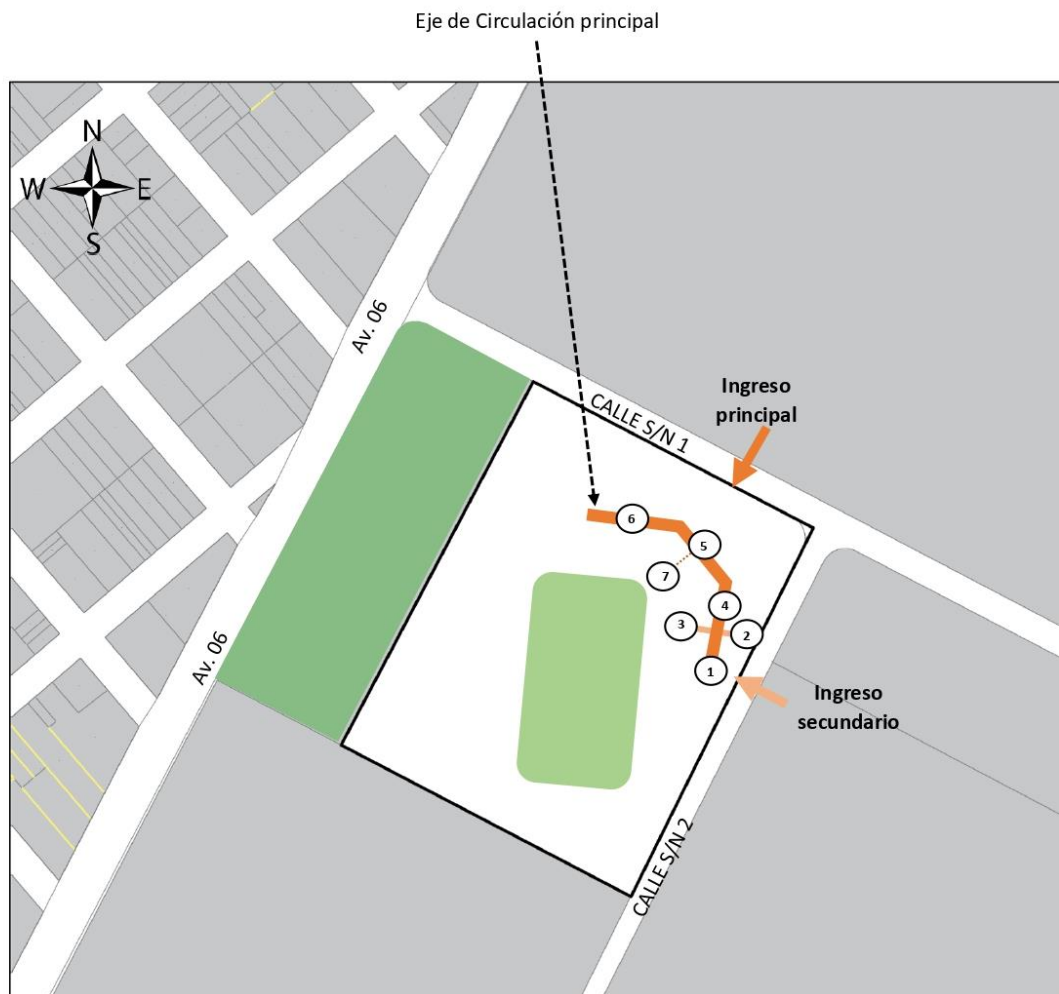 Eje de Circulación principal
N
W
E
S
Av. 06
CALLE S/N 1
Ingreso
principal
6
5
7
4
3
2
1
Av. 06
Ingreso
secundario
CALLE S/N 2